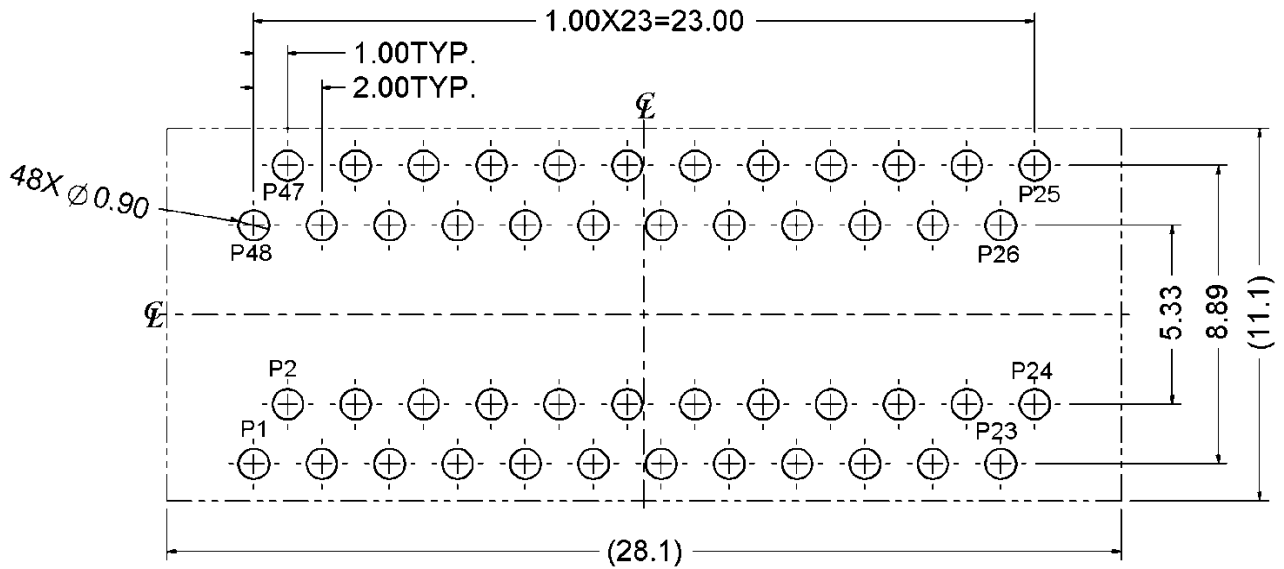 1.00X23=23.00
1.00TYP.
2.00TYP.
℄
48X ⌀0.90
P47
P25
P48
P26
℄
5.33
8.89
(11.1)
P2
P24
P1
P23
(28.1)